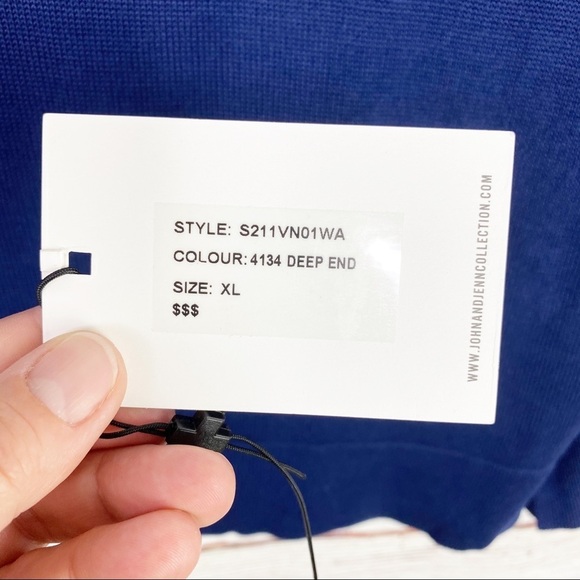 STYLE: S211VN01WA
COLOUR: 4134 DEEP END
SIZE: XL
$$$
WWW.JOHNANDJENNCOLLECTION.COM